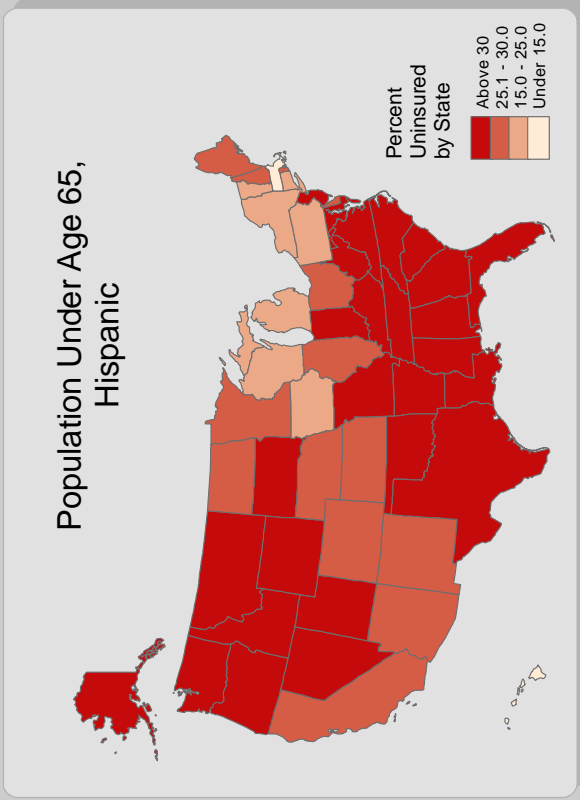 Population Under Age 65,
Hispanic
Percent
Uninsured
by State
Above 30
25.1 - 30.0
15.0 - 25.0
Under 15.0